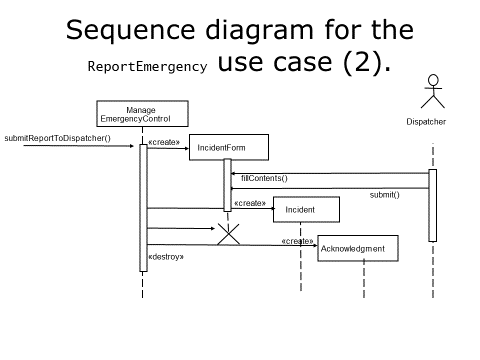 Sequence diagram for the
ReportEmergency use case (2).
Dispatcher
Manage
EmergencyControl
submitReportToDispatcher()
«create»
IncidentForm
fillContents()
submit()
«create»
Incident
«create»
Acknowledgment
«destroy»